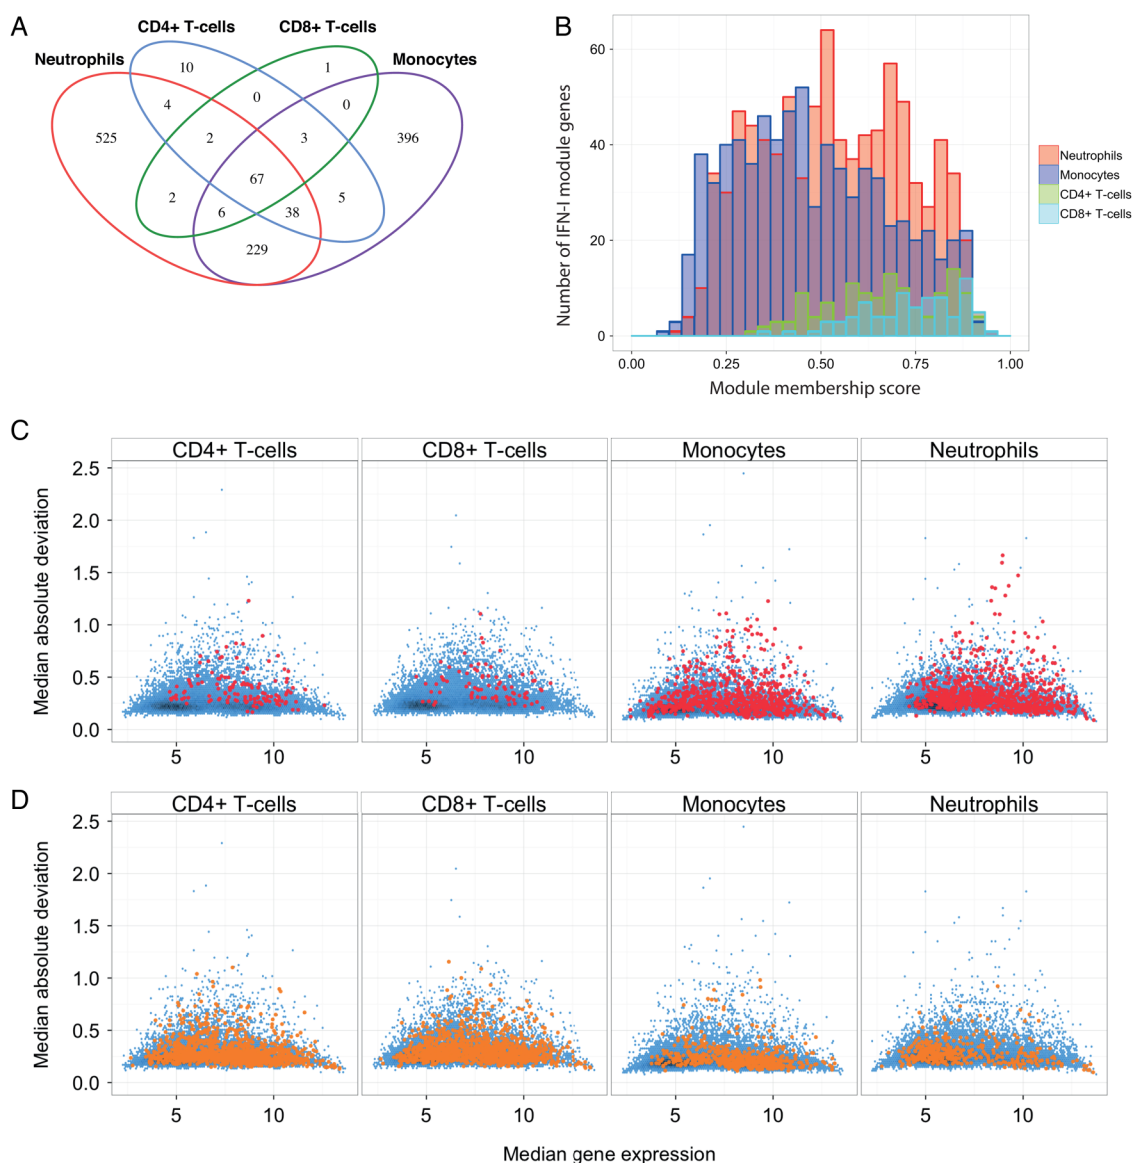 A
CD4+ T-cells
CD8+ T-cells
Neutrophils
Monocytes
10
1
4
0
0
525
2
3
396
67
2
6
38
5
229
B
Number of IFN-I module genes
60
40
20
0
0.00
0.25
0.50
0.75
1.00
Module membership score
Neutrophils
Monocytes
CD4+ T-cells
CD8+ T-cells
C
CD4+ T-cells
CD8+ T-cells
Monocytes
Neutrophils
Median absolute deviation
2.5
2.0
1.5
1.0
0.5
0.0
5 10 5 10 5 10 5 10
D
CD4+ T-cells
CD8+ T-cells
Monocytes
Neutrophils
Median absolute deviation
2.5
2.0
1.5
1.0
0.5
0.0
5 10 5 10 5 10 5 10
Median gene expression